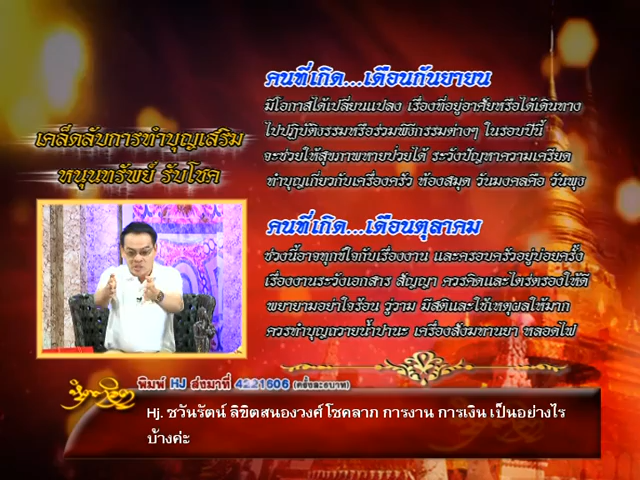 เคล็ดลับการทำบุญเสริม
หนุนทรัพย์ รับโชค
คนที่เกิด...เดือนกันยายน
มีโอกาสได้เปลี่ยนแปลง เรื่องที่อยู่อาศัยหรือได้เดินทาง
ไปปฏิบัติธรรมหรือร่วมพิธีกรรมต่างๆ ในรอบปีนี้
จะช่วยให้สุขภาพหายป่วยได้ ระวังปัญหาความเครียด
ทำบุญเกี่ยวกับเครื่องครัว ห้องสมุด วันมงคลคือ วันพุธ
คนที่เกิด...เดือนตุลาคม
ช่วงนี้อาจทุกข์ใจกับเรื่องงาน และครอบครัวอยู่บ่อยครั้ง
เรื่องงานระวังเอกสาร สัญญา ควรคิดและไตร่ตรองให้ดี
พยายามอย่าใจร้อน วู่วาม มีสติและใช้เหตุผลให้มาก
ควรทำบุญถวายน้ำปานะ เครื่องสังฆทานยา หลอดไฟ
พิมพ์ HJ ส่งมาที่ 4221606 (ครั้งละ๖บาท)
Hj. ชวันรัตน์ ลิขิตสนองวงศ์ โชคลาภ การงาน การเงิน เป็นอย่างไร
บ้างค่ะ